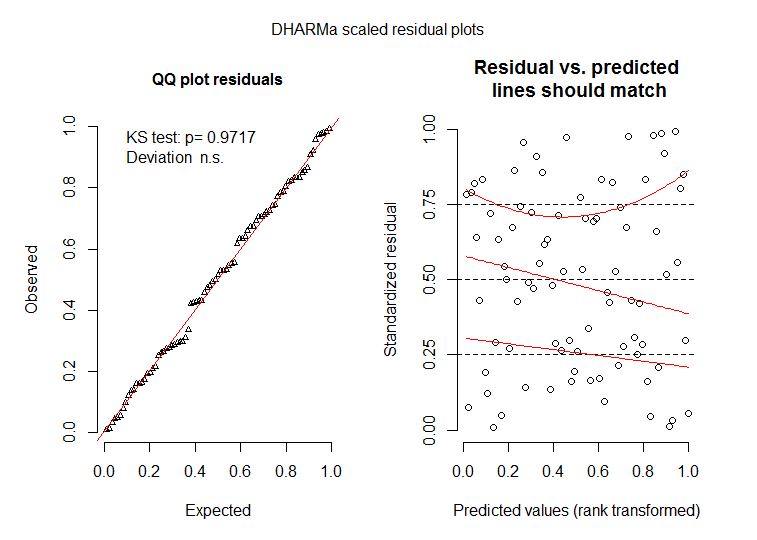 DHARMa scaled residual plots
QQ plot residuals
KS test: p= 0.9717
Deviation n.s.
Observed
0.0 0.2 0.4 0.6 0.8 1.0
0.0 0.2 0.4 0.6 0.8 1.0
Expected
Residual vs. predicted
lines should match
Standardized residual
0.00 0.25 0.50 0.75 1.00
0.0 0.2 0.4 0.6 0.8 1.0
Predicted values (rank transformed)